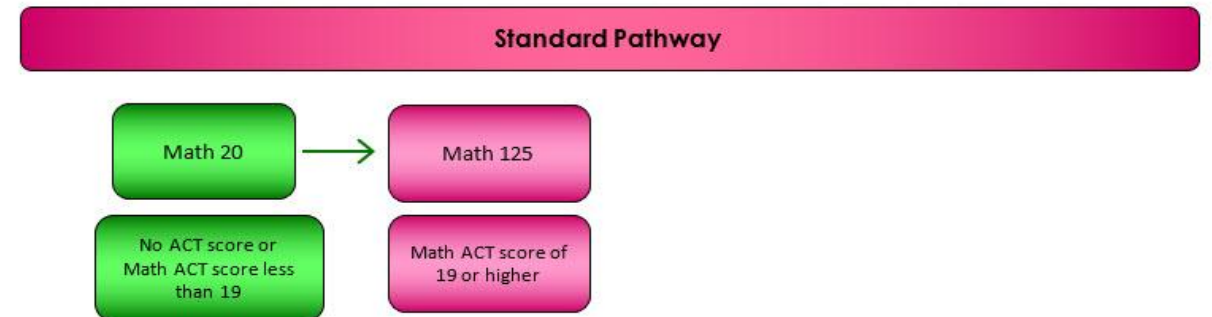 Standard Pathway
Math 20
Math 125
No ACT score or
Math ACT score less
than 19
Math ACT score of
19 or higher